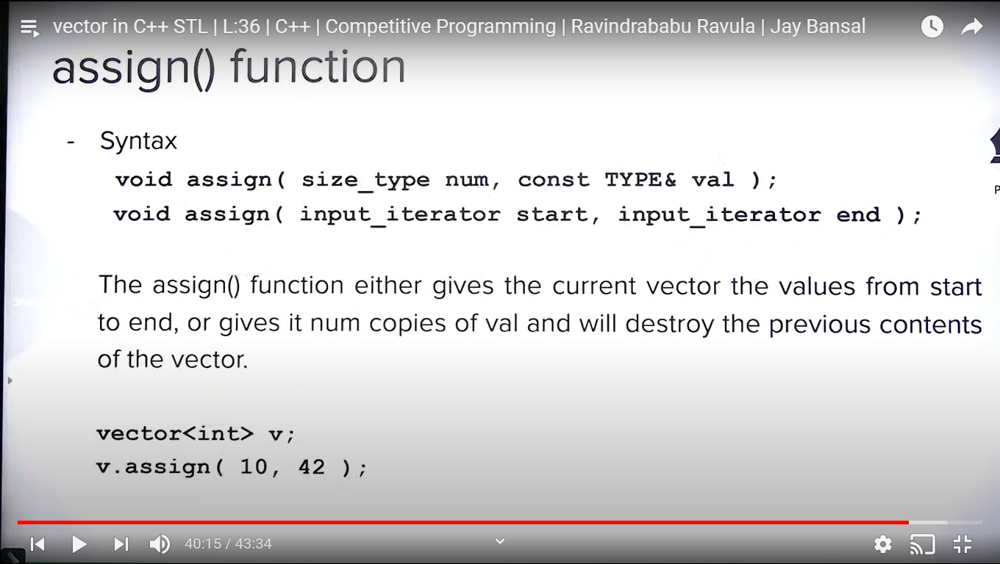 vector in C++ STL | L:36 | C++ | Competitive Programming | Ravindrababu Ravula | Jay Bansal
assign() function
- Syntax
void assign( size_type num, const TYPE& val );
void assign( input_iterator start, input_iterator end );
P
The assign() function either gives the current vector the values from start
to end, or gives it num copies of val and will destroy the previous contents
of the vector.
vector<int> v;
v.assign( 10, 42 );
40:15 / 43:34